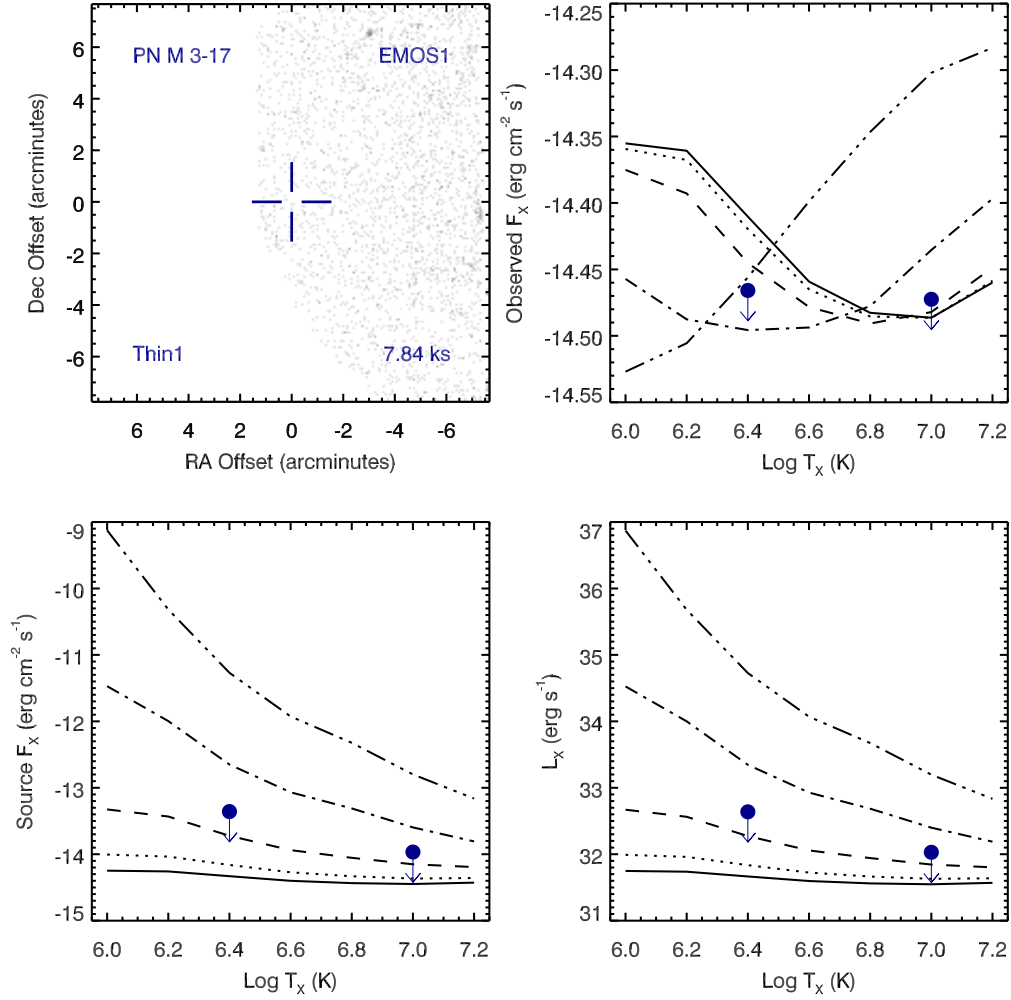 PN M 3-17
EMOS1
Thin1
7.84 ks
6
4
2
0
-2
-4
-6
Dec Offset (arcminutes)
6 4 2 0 -2 -4 -6
RA Offset (arcminutes)
-14.25
-14.30
-14.35
-14.40
-14.45
-14.50
-14.55
Observed F_X (erg cm^-2 s^-1)
6.0 6.2 6.4 6.6 6.8 7.0 7.2
Log T_X (K)
-9
-10
-11
-12
-13
-14
-15
Source F_X (erg cm^-2 s^-1)
6.0 6.2 6.4 6.6 6.8 7.0 7.2
Log T_X (K)
37
36
35
34
33
32
31
L_X (erg s^-1)
6.0 6.2 6.4 6.6 6.8 7.0 7.2
Log T_X (K)